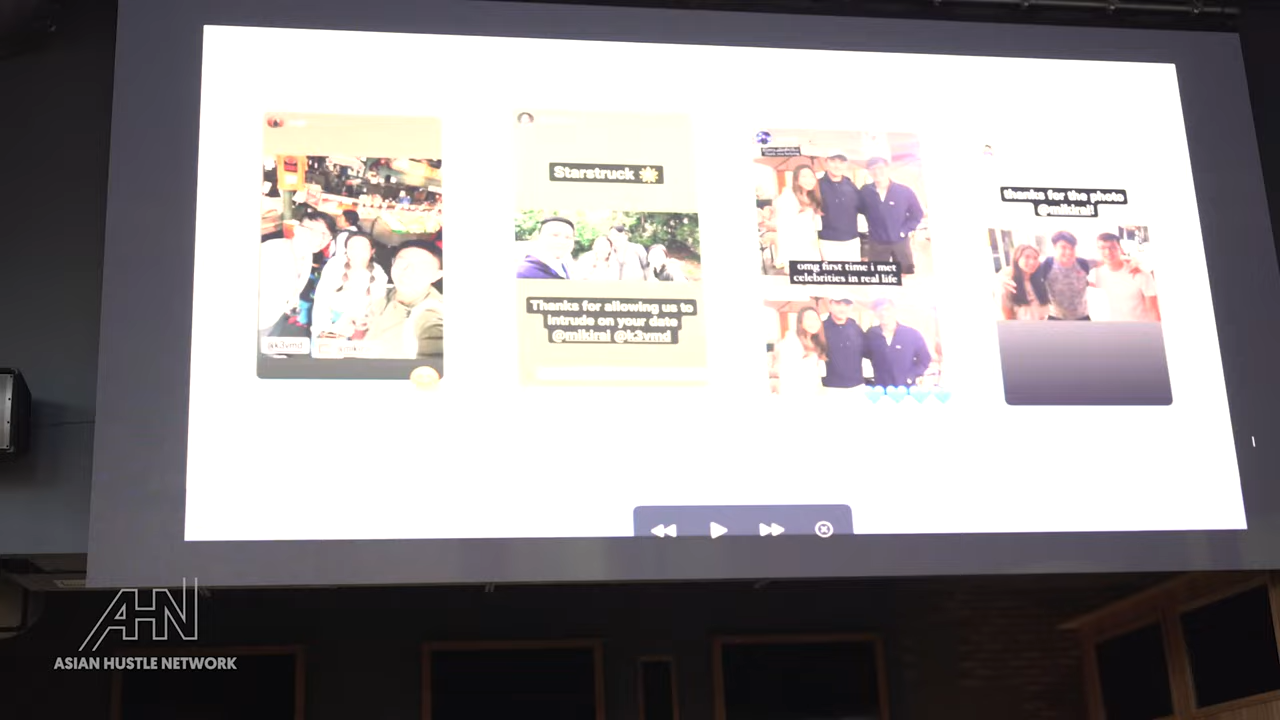 Starstruck
Thanks for allowing us to
intrude on your date
@mikirai @k3vmd
omg first time i met
celebrities in real life
thanks for the photo
@mikirai!
AHN
ASIAN HUSTLE NETWORK